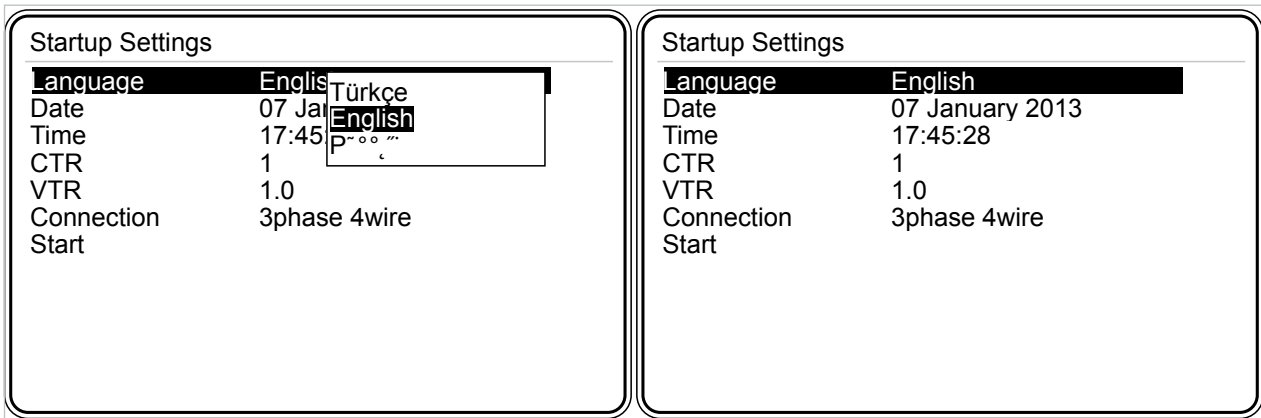 Startup Settings
Language English
Date 07 Jan
Time 17:45:
CTR 1
VTR 1.0
Connection 3phase 4wire
Start
Türkçe
English
Startup Settings
Language English
Date 07 January 2013
Time 17:45:28
CTR 1
VTR 1.0
Connection 3phase 4wire
Start